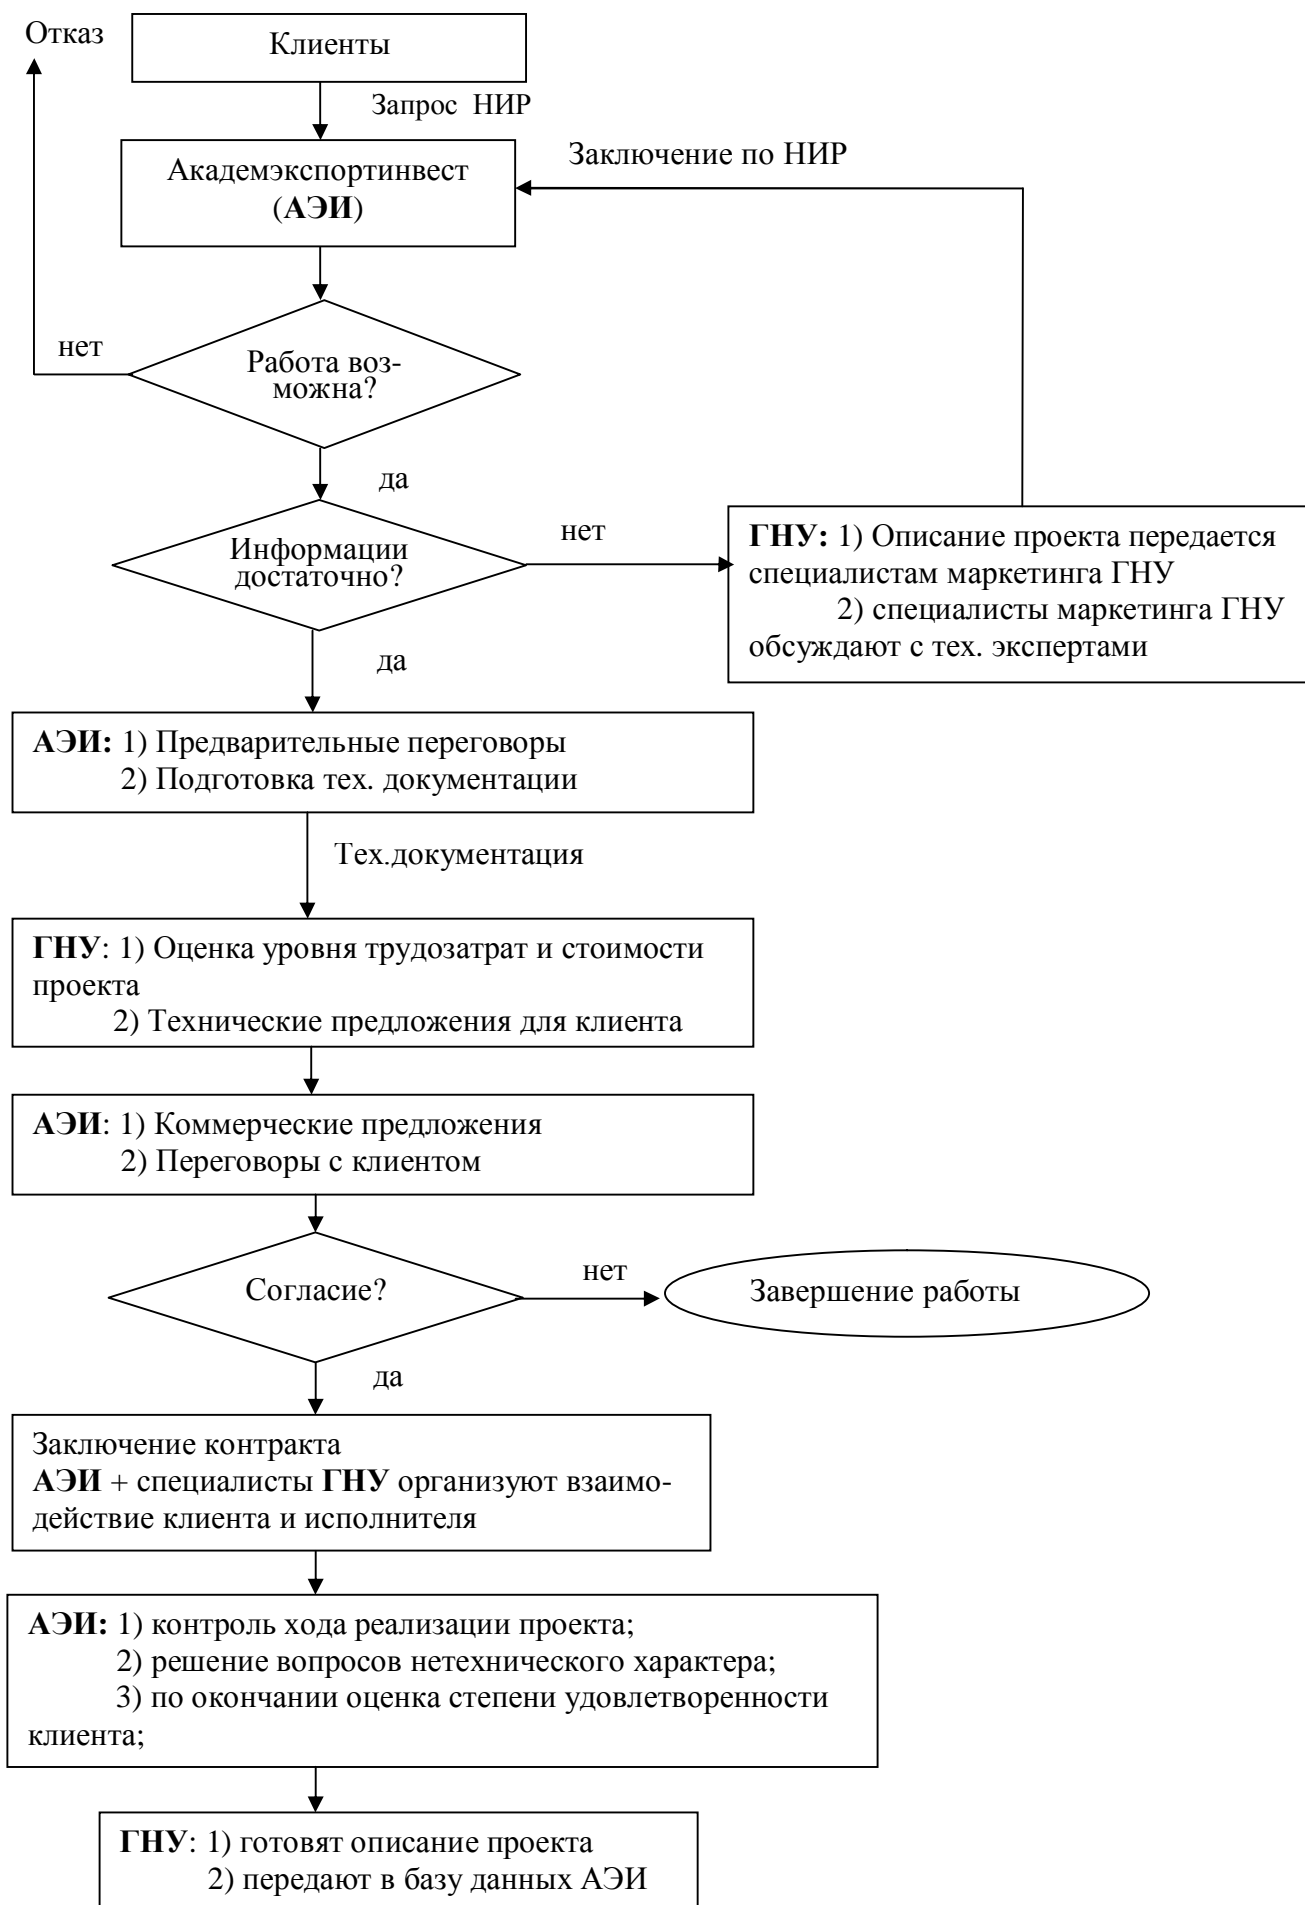 Отказ
Клиенты
Запрос НИР
Заключение по НИР
Академэкспортинвест
(АЭИ)
нет
Работа воз-
можна?
да
Информации
достаточно?
нет
ГНУ: 1) Описание проекта передается
специалистам маркетинга ГНУ
2) специалисты маркетинга ГНУ
обсуждают с тех. экспертами
да
АЭИ: 1) Предварительные переговоры
2) Подготовка тех. документации
Тех.документация
ГНУ: 1) Оценка уровня трудозатрат и стоимости
проекта
2) Технические предложения для клиента
АЭИ: 1) Коммерческие предложения
2) Переговоры с клиентом
Согласие?
нет
Завершение работы
да
Заключение контракта
АЭИ + специалисты ГНУ организуют взаимо-
действие клиента и исполнителя
АЭИ: 1) контроль хода реализации проекта;
2) решение вопросов нетехнического характера;
3) по окончании оценка степени удовлетворенности
клиента;
ГНУ: 1) готовят описание проекта
2) передают в базу данных АЭИ